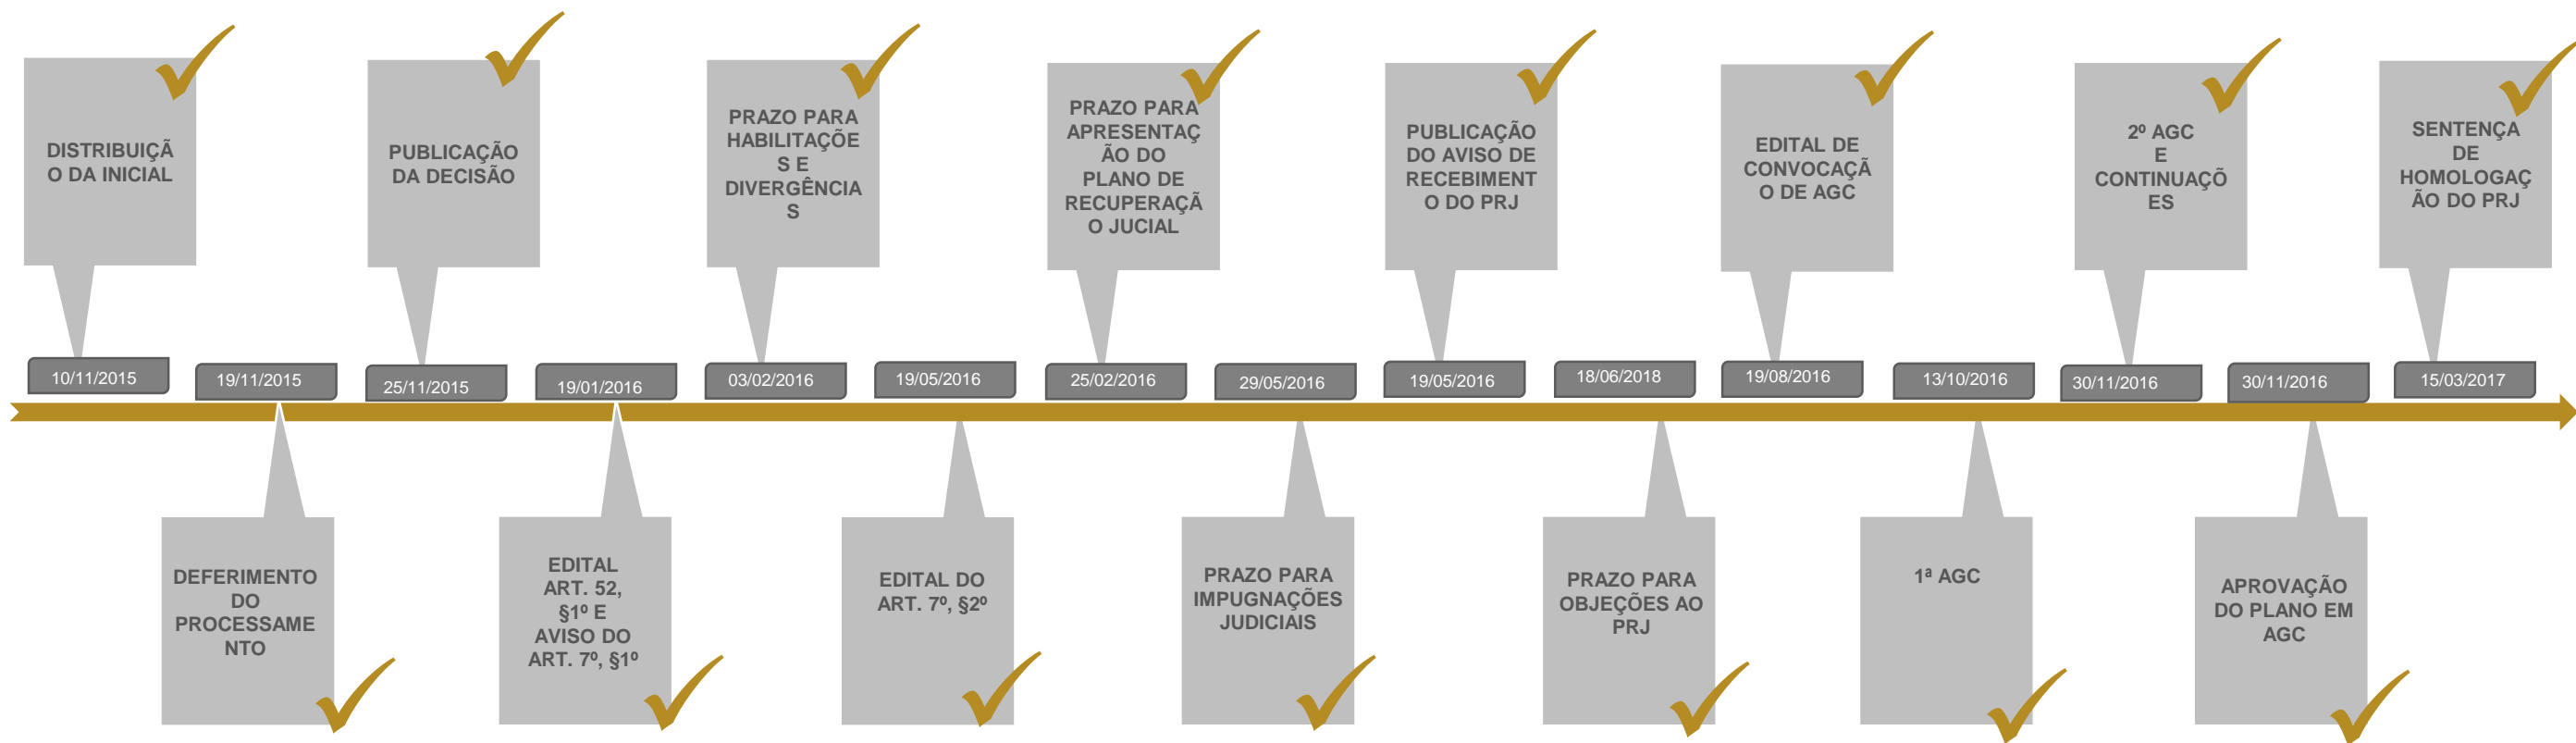 DISTRIBUIÇÃ
O DA INICIAL
PUBLICAÇÃO
DA DECISÃO
PRAZO PARA
HABILITAÇÕE
S E
DIVERGÊNCIA
S
PRAZO PARA
APRESENTAÇ
ÃO DO
PLANO DE
RECUPERAÇÃ
O JUCIAL
PUBLICAÇÃO
DO AVISO DE
RECEBIMENT
O DO PRJ
EDITAL DE
CONVOCAÇÃ
O DE AGC
2º AGC
E
CONTINUAÇÕ
ES
SENTENÇA
DE
HOMOLOGAÇ
ÃO DO PRJ
10/11/2015
19/11/2015
25/11/2015
19/01/2016
03/02/2016
19/05/2016
25/02/2016
29/05/2016
19/05/2016
18/06/2018
19/08/2016
13/10/2016
30/11/2016
30/11/2016
15/03/2017
DEFERIMENTO
DO
PROCESSAME
NTO
EDITAL
ART. 52,
§1º E
AVISO DO
ART. 7º, §1º
EDITAL DO
ART. 7º, §2º
PRAZO PARA
IMPUGNAÇÕES
JUDICIAIS
PRAZO PARA
OBJEÇÕES AO
PRJ
1ª AGC
APROVAÇÃO
DO PLANO EM
AGC